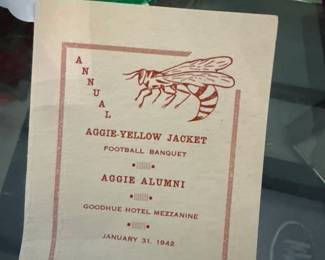 ANNUAL
AGGIE-YELLOW JACKET
FOOTBALL BANQUET
AGGIE ALUMNI
GOODHUE HOTEL MEZZANINE
JANUARY 31, 1942